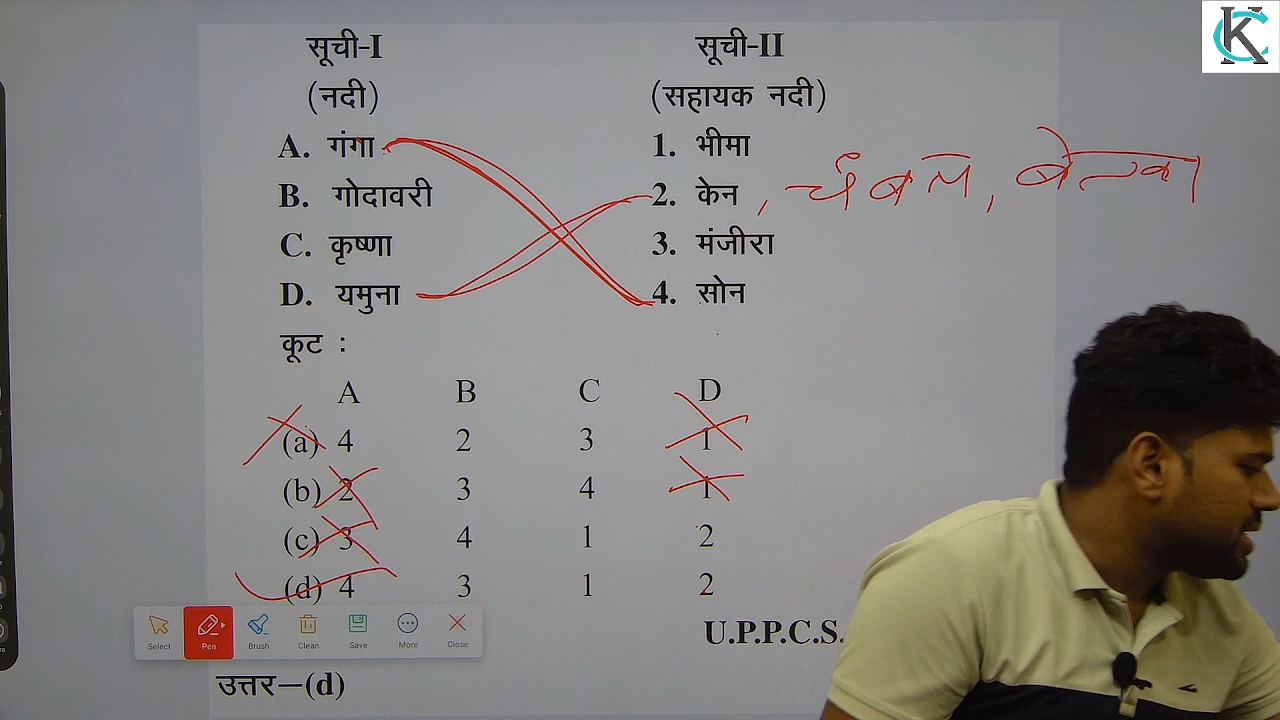 KC
सूची-I सूची-II
(नदी) (सहायक नदी)
A. गंगा 1. भीमा
B. गोदावरी 2. केन , चंबल, बेतवा
C. कृष्णा 3. मंजीरा
D. यमुना 4. सोन
कूट :
A B C D
(a) 4 2 3 1
(b) 2 3 4 1
(c) 3 4 1 2
(d) 4 3 1 2
Select Pen Brush Clean Save More Close
U.P.P.C.S.
उत्तर–(d)